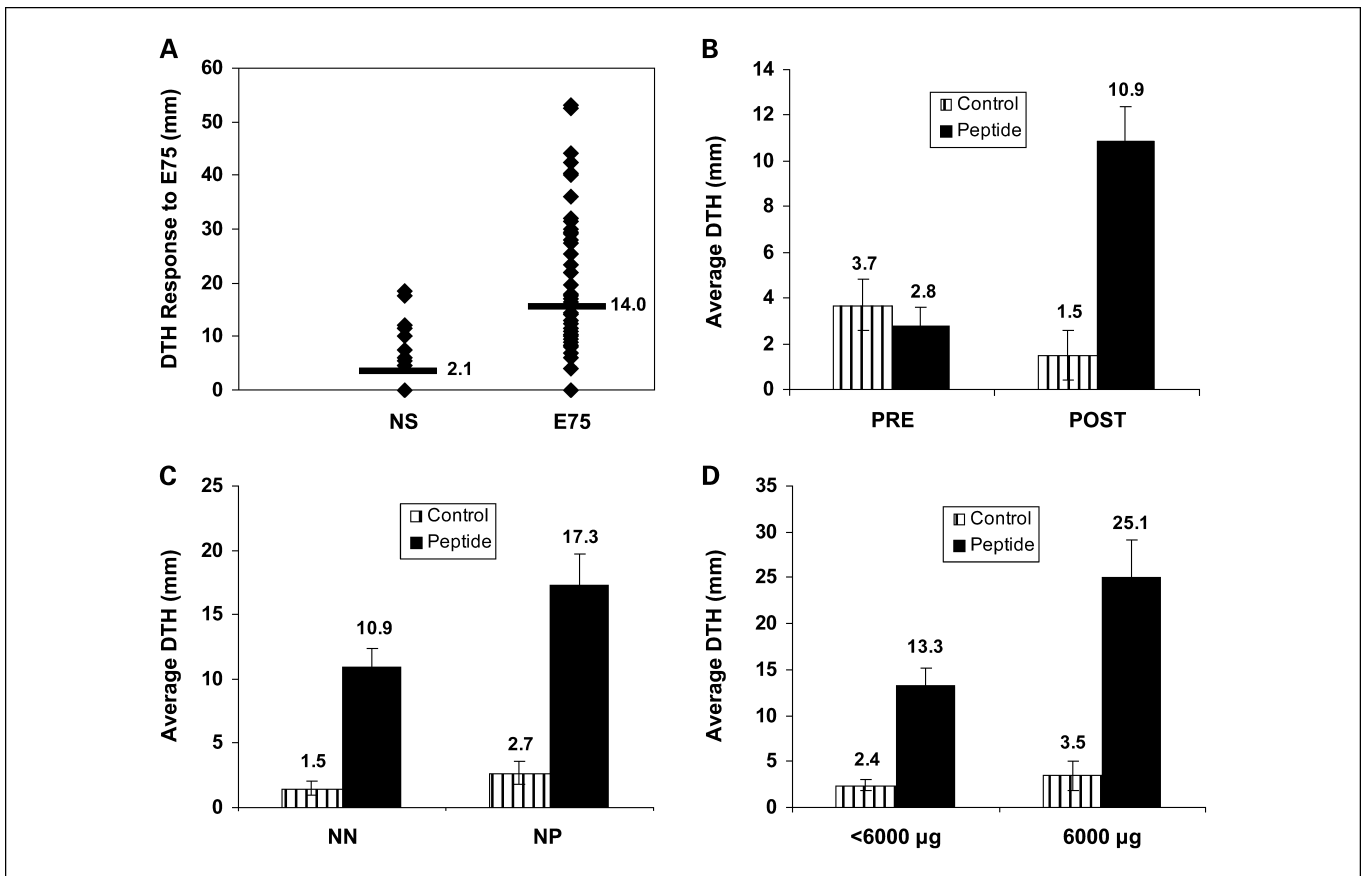 A
DTH Response to E75 (mm)
60
50
40
30
20
10
0
2.1
14.0
NS
E75
B
Average DTH (mm)
14
12
10
8
6
4
2
0
Control
Peptide
3.7
2.8
1.5
10.9
PRE
POST
C
Average DTH (mm)
25
20
15
10
5
0
Control
Peptide
1.5
10.9
2.7
17.3
NN
NP
D
Average DTH (mm)
35
30
25
20
15
10
5
0
Control
Peptide
2.4
13.3
3.5
25.1
<6000 µg
6000 µg